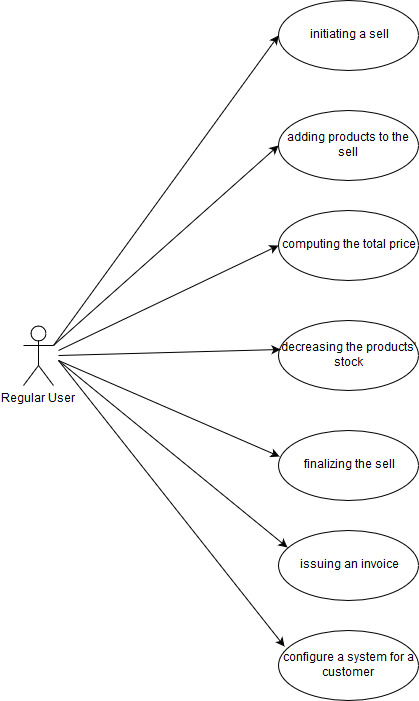 initiating a sell
adding products to the
sell
computing the total price
decreasing the products'
stock
Regular User
finalizing the sell
issuing an invoice
configure a system for a
customer